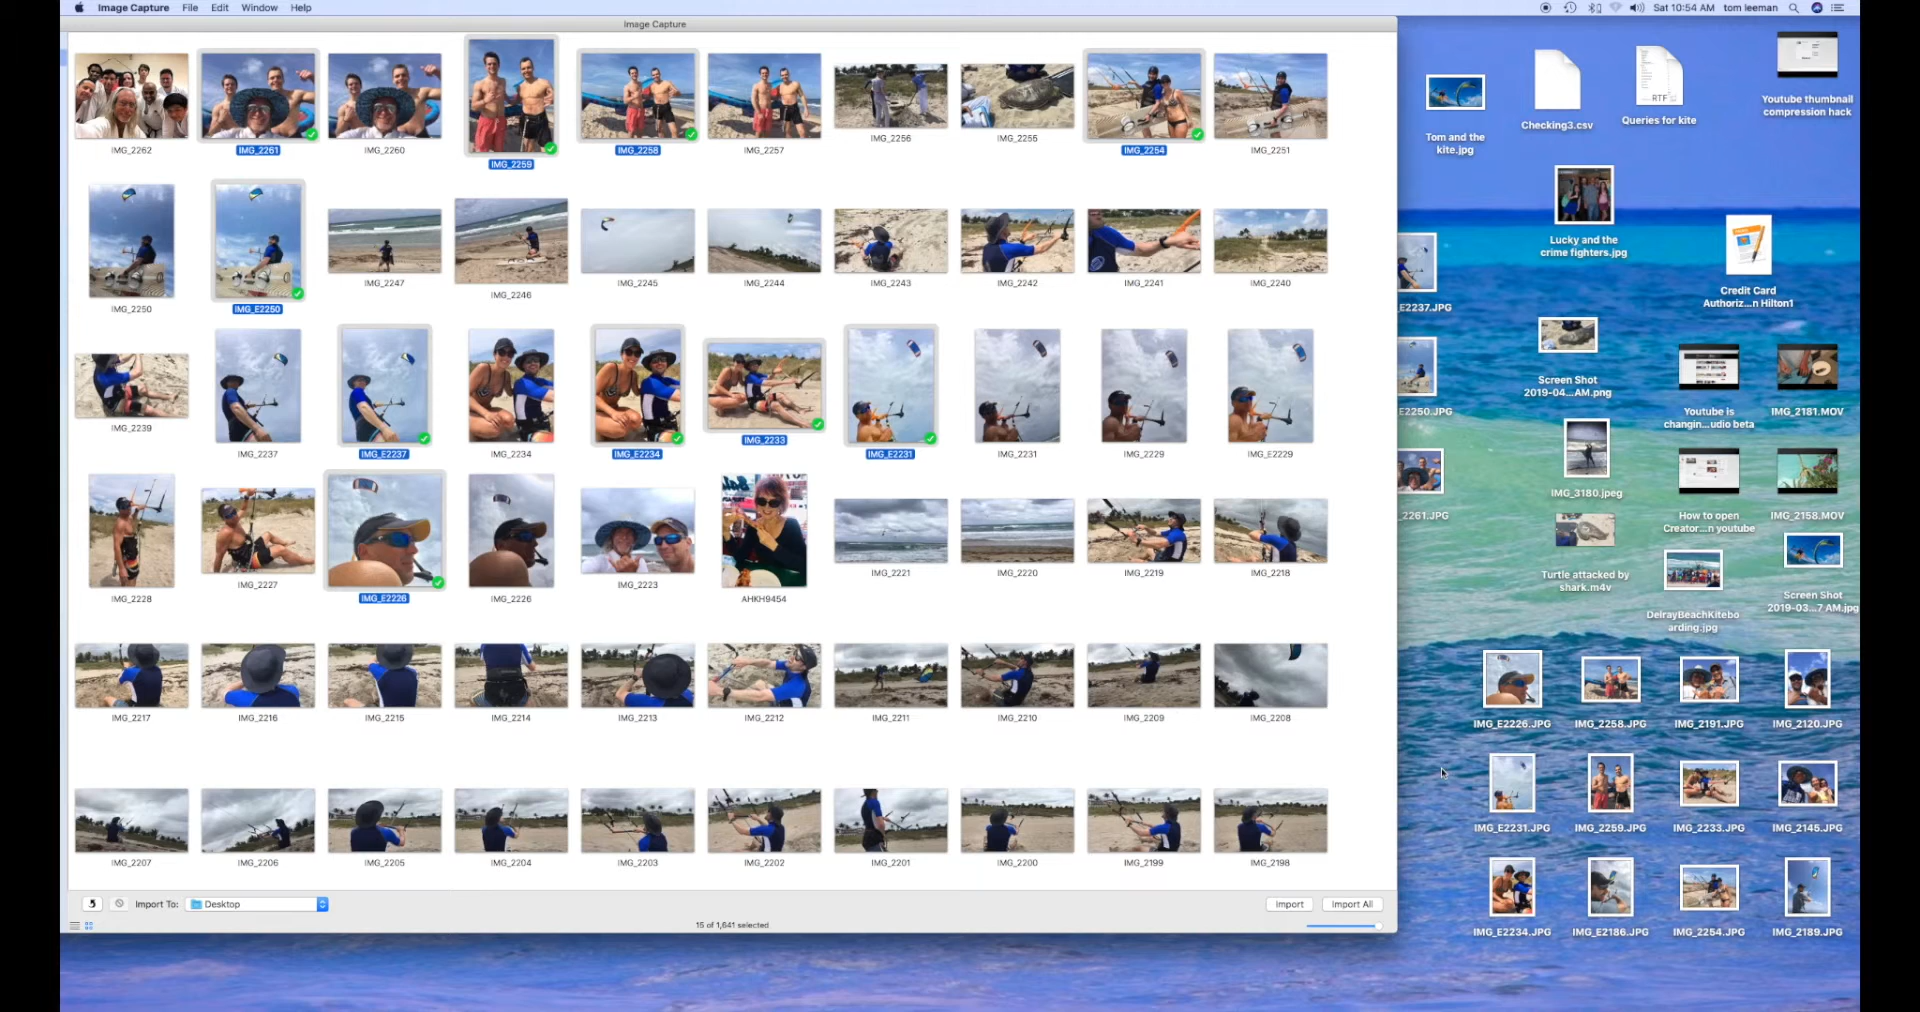 Image Capture File Edit Window Help
Sat 10:54 AM tom leeman
Image Capture
IMG_2262 IMG_2261 IMG_2260 IMG_2259 IMG_2258 IMG_2257 IMG_2256 IMG_2255 IMG_2254 IMG_2251
IMG_2250 IMG_E2250 IMG_2247 IMG_2246 IMG_2245 IMG_2244 IMG_2243 IMG_2242 IMG_2241 IMG_2240
IMG_2239 IMG_2237 IMG_E2237 IMG_2234 IMG_E2234 IMG_2233 IMG_E2231 IMG_2231 IMG_2229 IMG_E2229
IMG_2228 IMG_2227 IMG_E2226 IMG_2226 IMG_2223 AHKH9454 IMG_2221 IMG_2220 IMG_2219 IMG_2218
IMG_2217 IMG_2216 IMG_2215 IMG_2214 IMG_2213 IMG_2212 IMG_2211 IMG_2210 IMG_2209 IMG_2208
IMG_2207 IMG_2206 IMG_2205 IMG_2204 IMG_2203 IMG_2202 IMG_2201 IMG_2200 IMG_2199 IMG_2198
Import To: Desktop
Import Import All
15 of 1,641 selected
Tom and the
kite.jpg
Checking3.csv
RTF
Queries for kite
Youtube thumbnail
compression hack
Lucky and the
crime fighters.jpg
Credit Card
Authoriz...n Hilton1
E2237.JPG
Screen Shot
2019-04...AM.png
E2250.JPG
Youtube is
changin...udio beta
IMG_2181.MOV
IMG_3180.jpeg
2261.JPG
How to open
Creator...n youtube
IMG_2158.MOV
Turtle attacked by
shark.m4v
DelrayBeachKitebo
arding.jpg
Screen Shot
2019-03...7 AM.jpg
IMG_E2226.JPG IMG_2258.JPG IMG_2191.JPG IMG_2120.JPG
IMG_E2231.JPG IMG_2259.JPG IMG_2233.JPG IMG_2145.JPG
IMG_E2234.JPG IMG_E2186.JPG IMG_2254.JPG IMG_2189.JPG